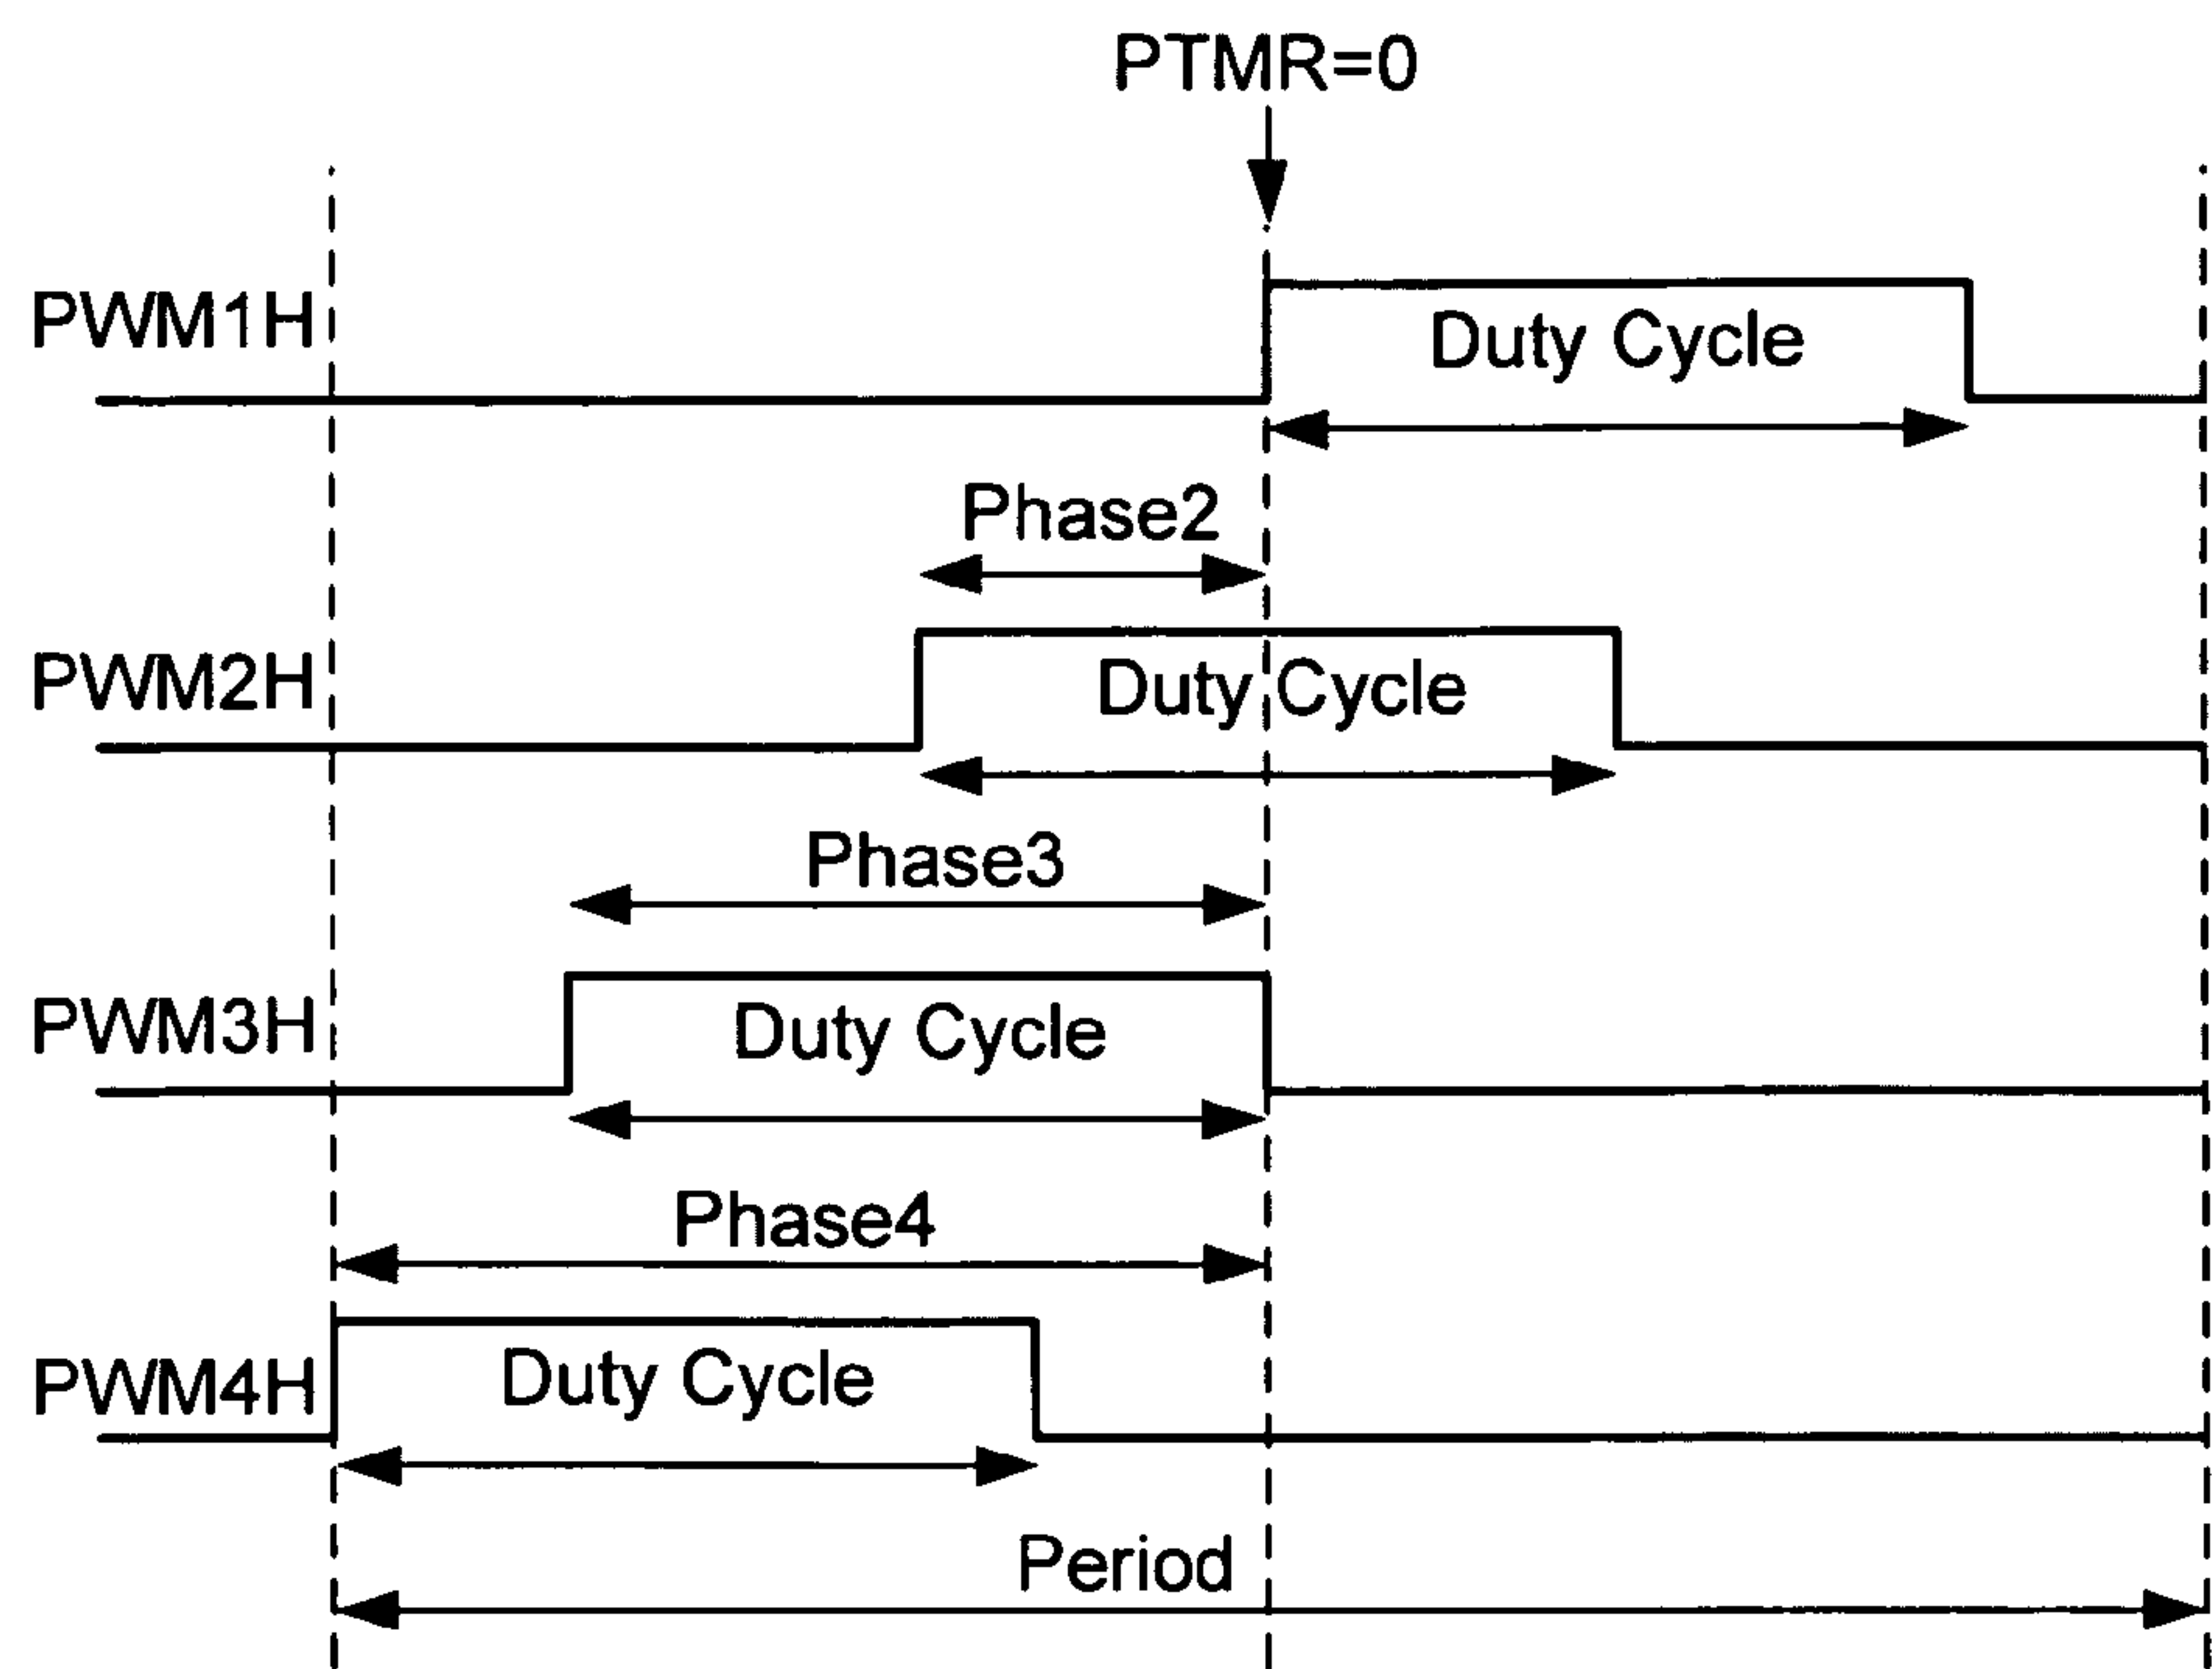 PTMR=0
PWM1H
Duty Cycle
Phase2
PWM2H
Duty Cycle
Phase3
PWM3H
Duty Cycle
Phase4
PWM4H
Duty Cycle
Period